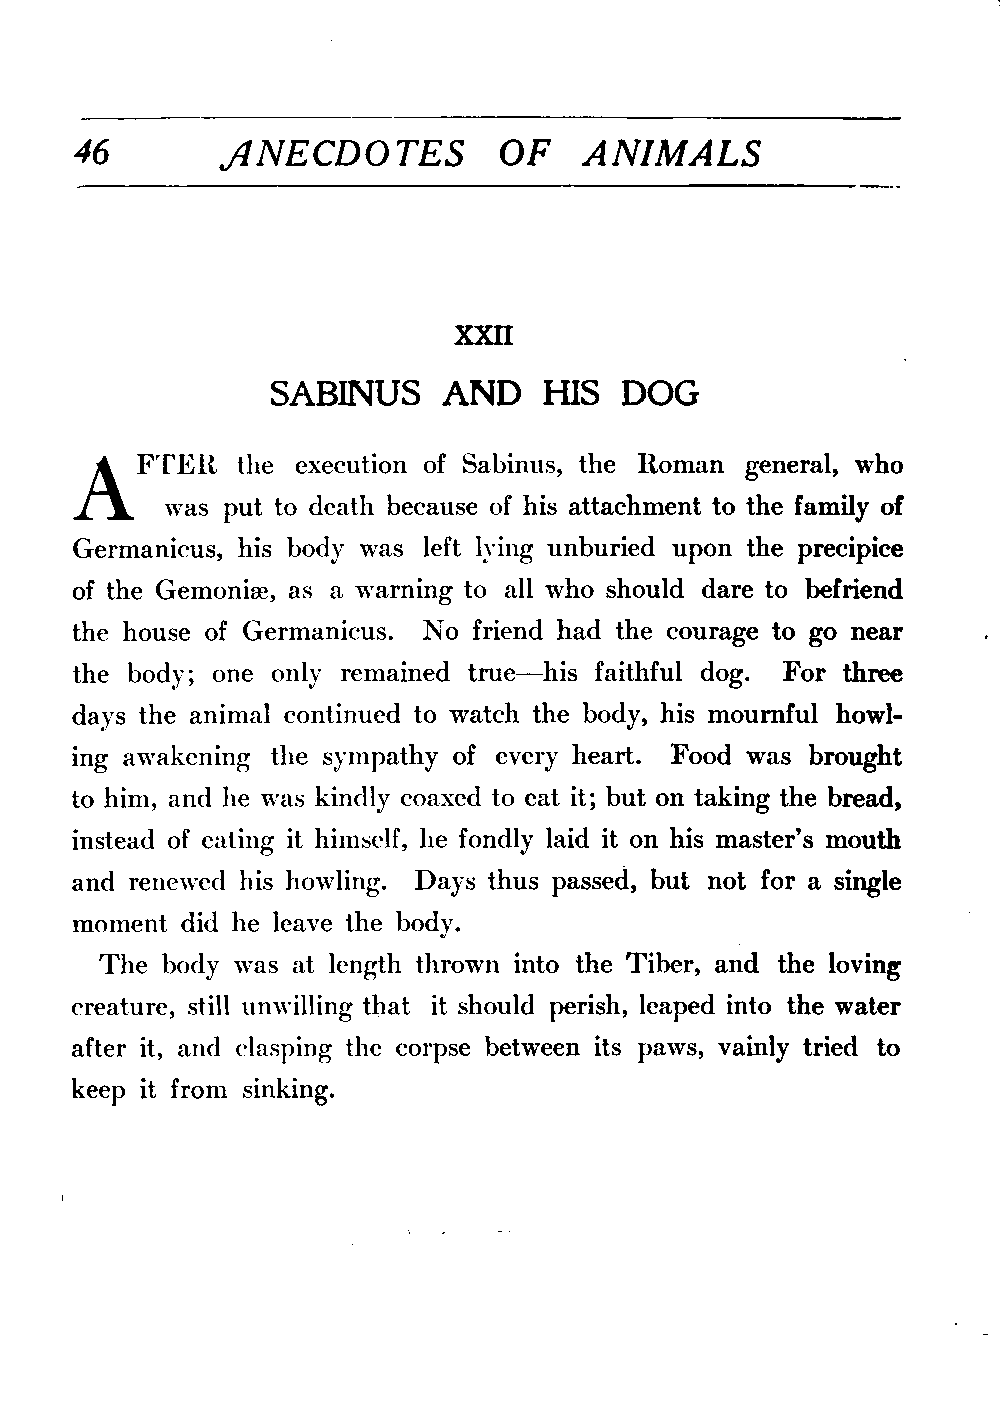 46 ANECDOTES OF ANIMALS
XXII
SABINUS AND HIS DOG
AFTER the execution of Sabinus, the Roman general, who
was put to death because of his attachment to the family of
Germanicus, his body was left lying unburied upon the precipice
of the Gemoniæ, as a warning to all who should dare to befriend
the house of Germanicus. No friend had the courage to go near
the body; one only remained true—his faithful dog. For three
days the animal continued to watch the body, his mournful howl-
ing awakening the sympathy of every heart. Food was brought
to him, and he was kindly coaxed to eat it; but on taking the bread,
instead of eating it himself, he fondly laid it on his master's mouth
and renewed his howling. Days thus passed, but not for a single
moment did he leave the body.
The body was at length thrown into the Tiber, and the loving
creature, still unwilling that it should perish, leaped into the water
after it, and clasping the corpse between its paws, vainly tried to
keep it from sinking.